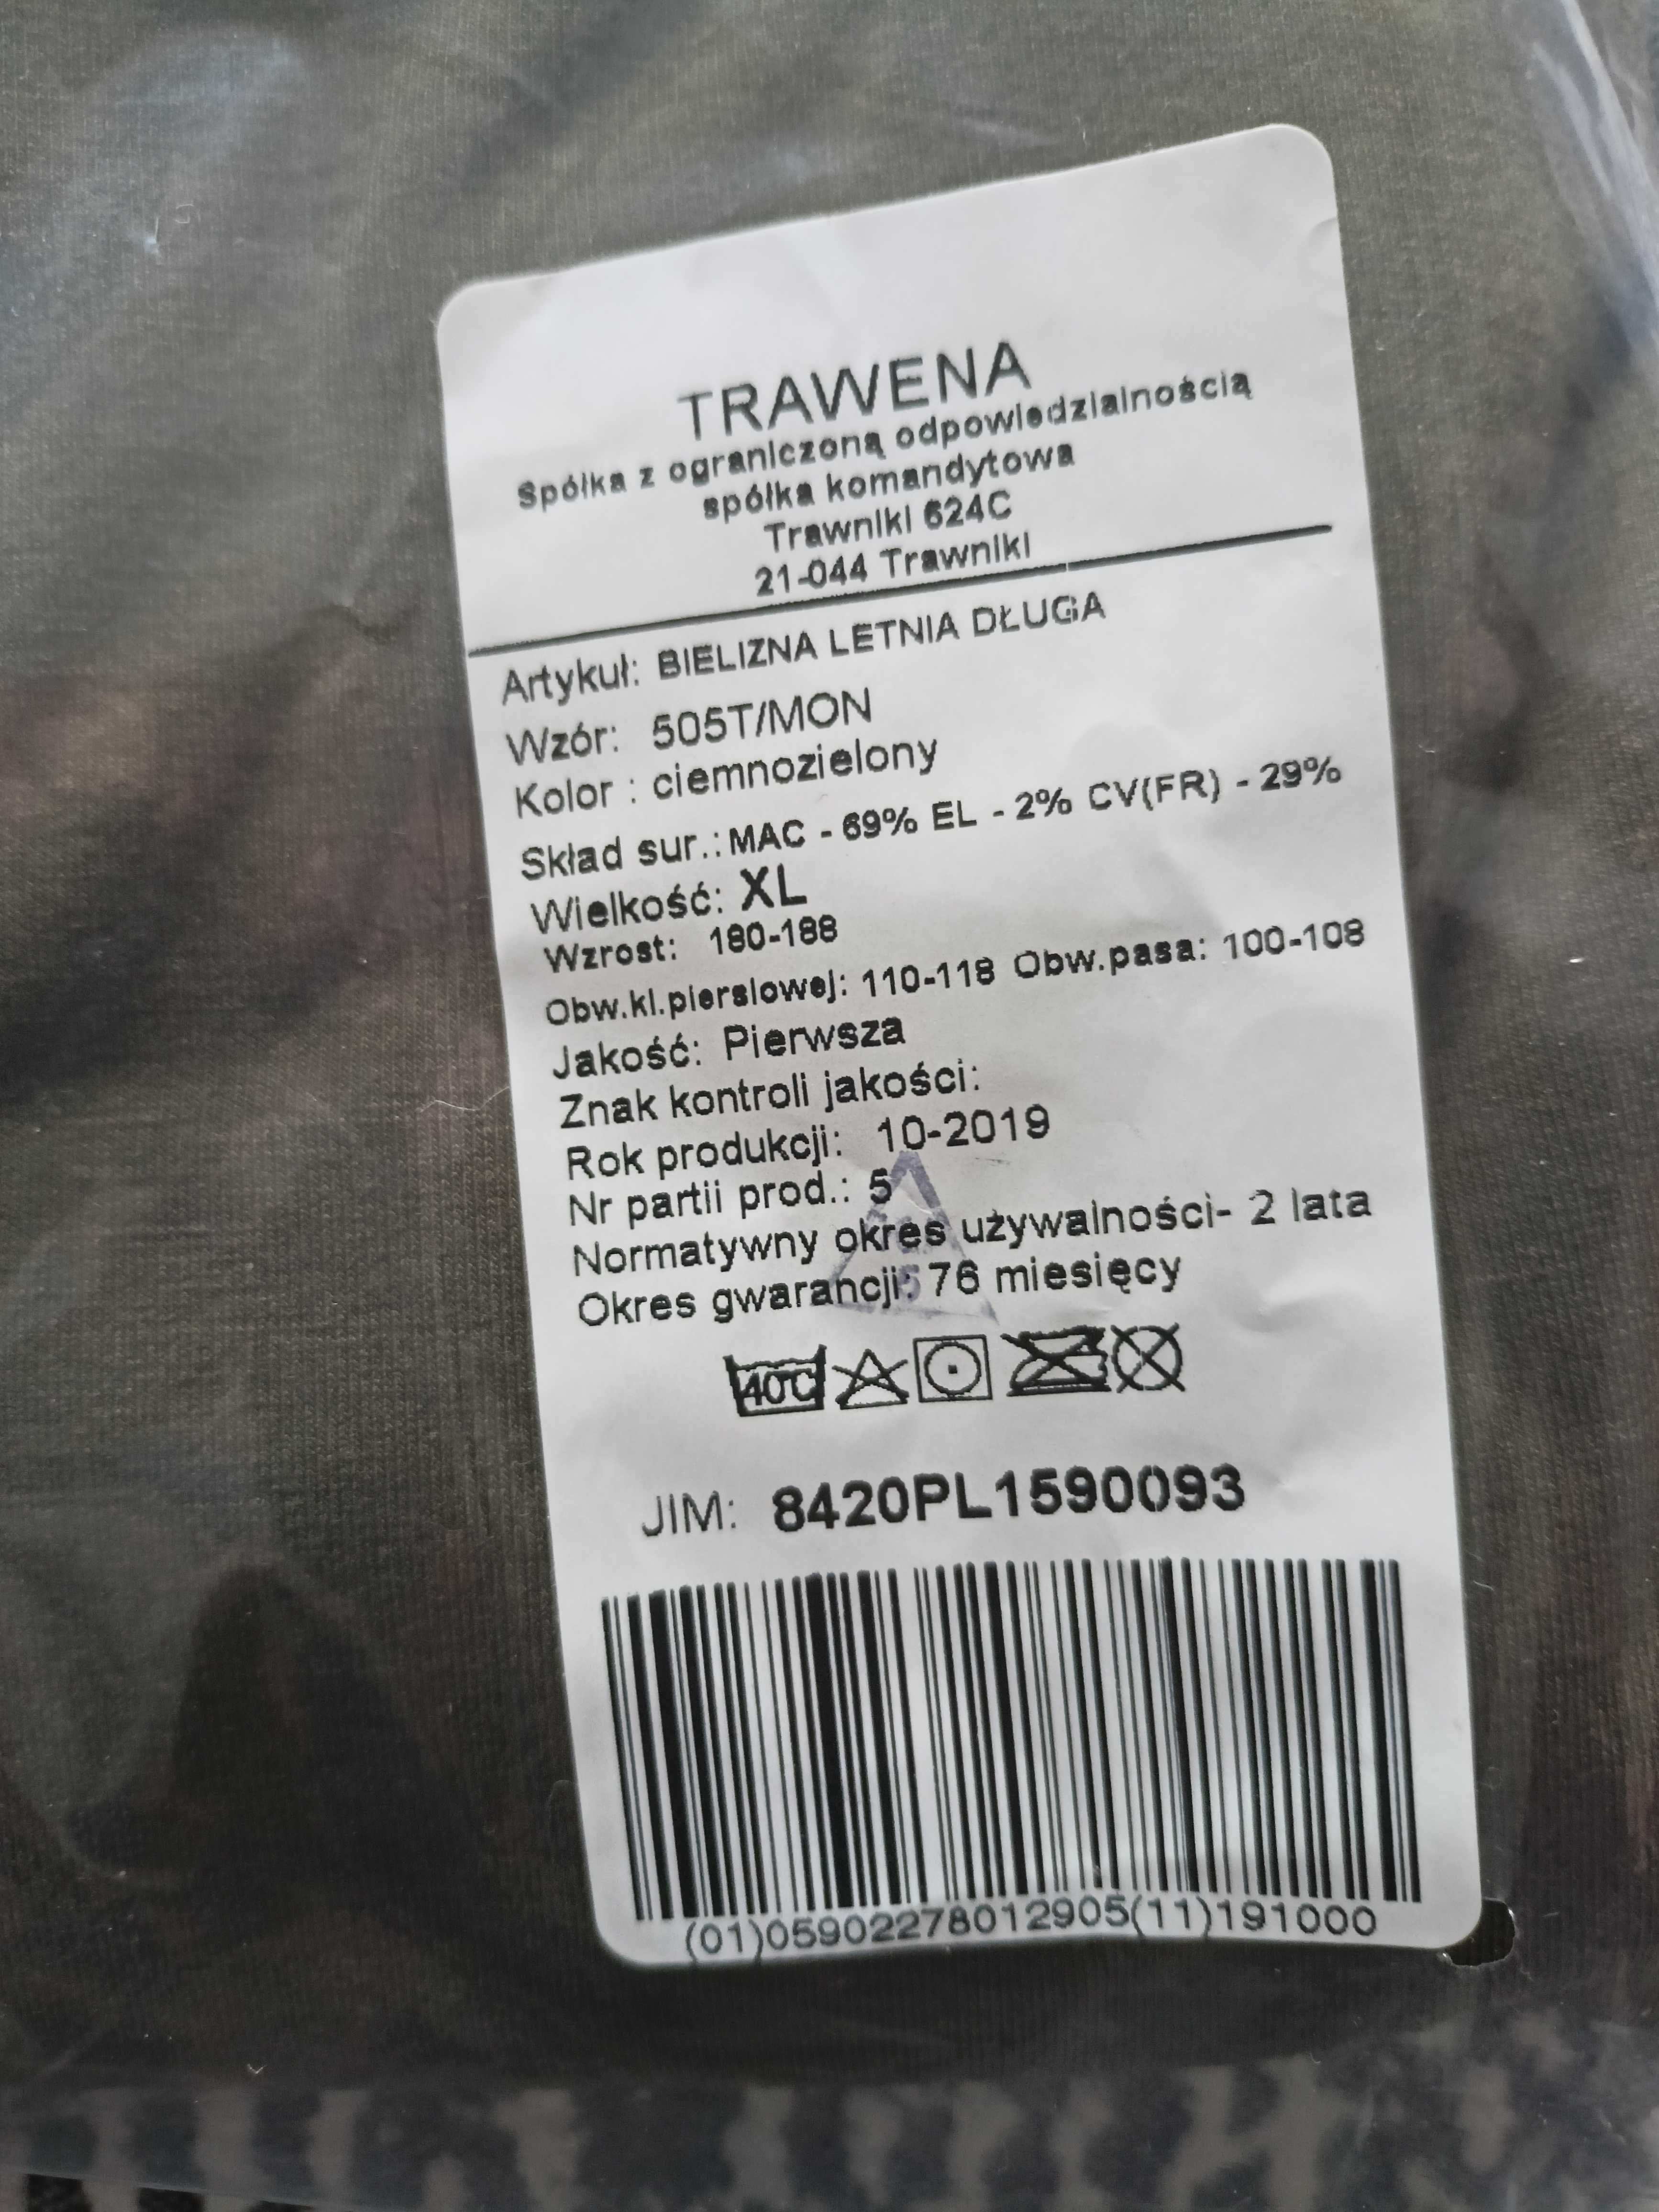 TRAWENA
Spółka z ograniczoną odpowiedzialnością
spółka komandytowa
Trawniki 624C
21-044 Trawniki
Artykuł: BIELIZNA LETNIA DŁUGA
Wzór: 505T/MON
Kolor : ciemnozielony
Skład sur.: MAC - 69% EL - 2% CV(FR) - 29%
Wielkość: XL
Wzrost: 180-188
Obw.kl.piersiowej: 110-118 Obw.pasa: 100-108
Jakość: Pierwsza
Znak kontroli jakości:
Rok produkcji: 10-2019
Nr partii prod.: 5
Normatywny okres używalności- 2 lata
Okres gwarancji: 76 miesięcy
40°C
JIM: 8420PL1590093
(01)05902278012905(11)191000